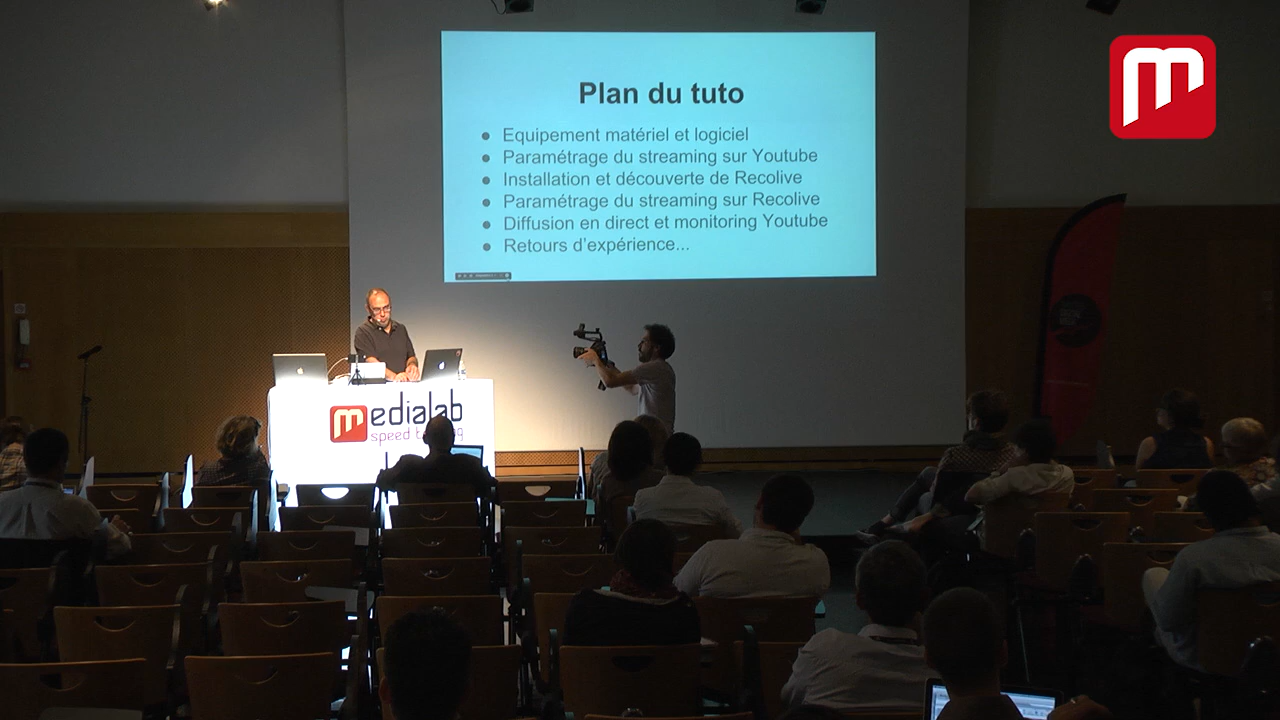 Plan du tuto
● Equipement matériel et logiciel
● Paramétrage du streaming sur Youtube
● Installation et découverte de Recolive
● Paramétrage du streaming sur Recolive
● Diffusion en direct et monitoring Youtube
● Retours d'expérience...
medialab
speed